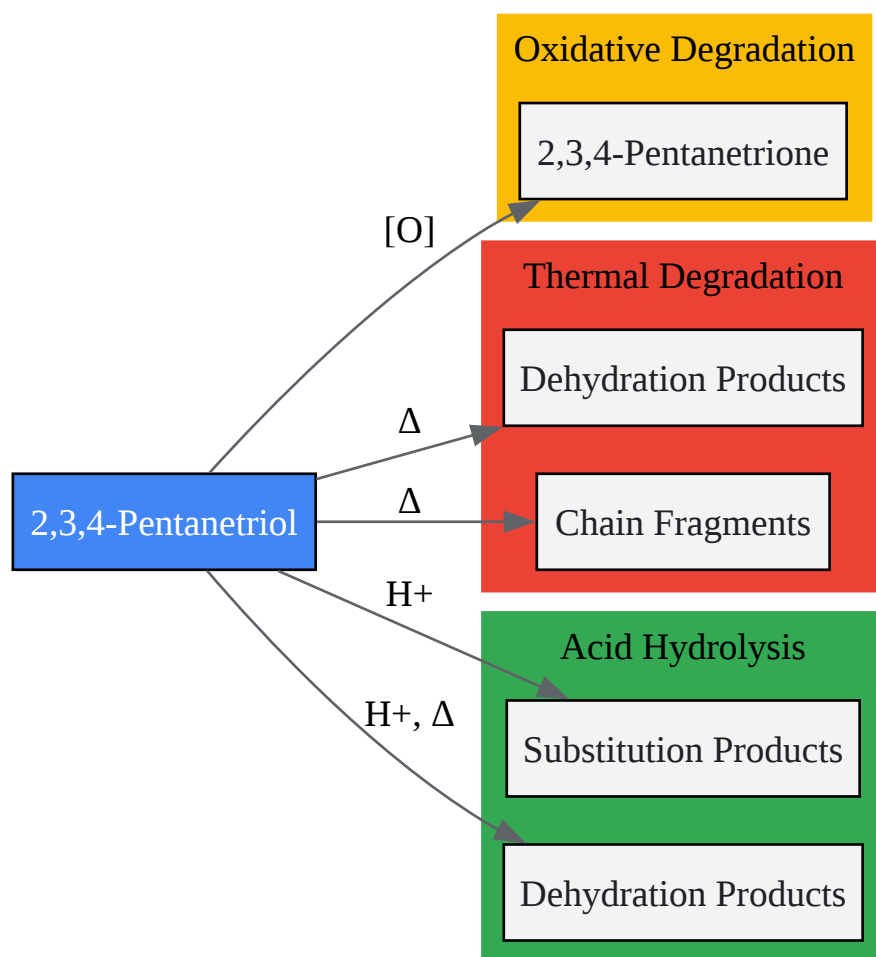 Oxidative Degradation
2,3,4-Pentanetrione
[O]
Thermal Degradation
Dehydration Products
Δ
Δ
Chain Fragments
2,3,4-Pentanetriol
H+
Acid Hydrolysis
H+, Δ
Substitution Products
Dehydration Products